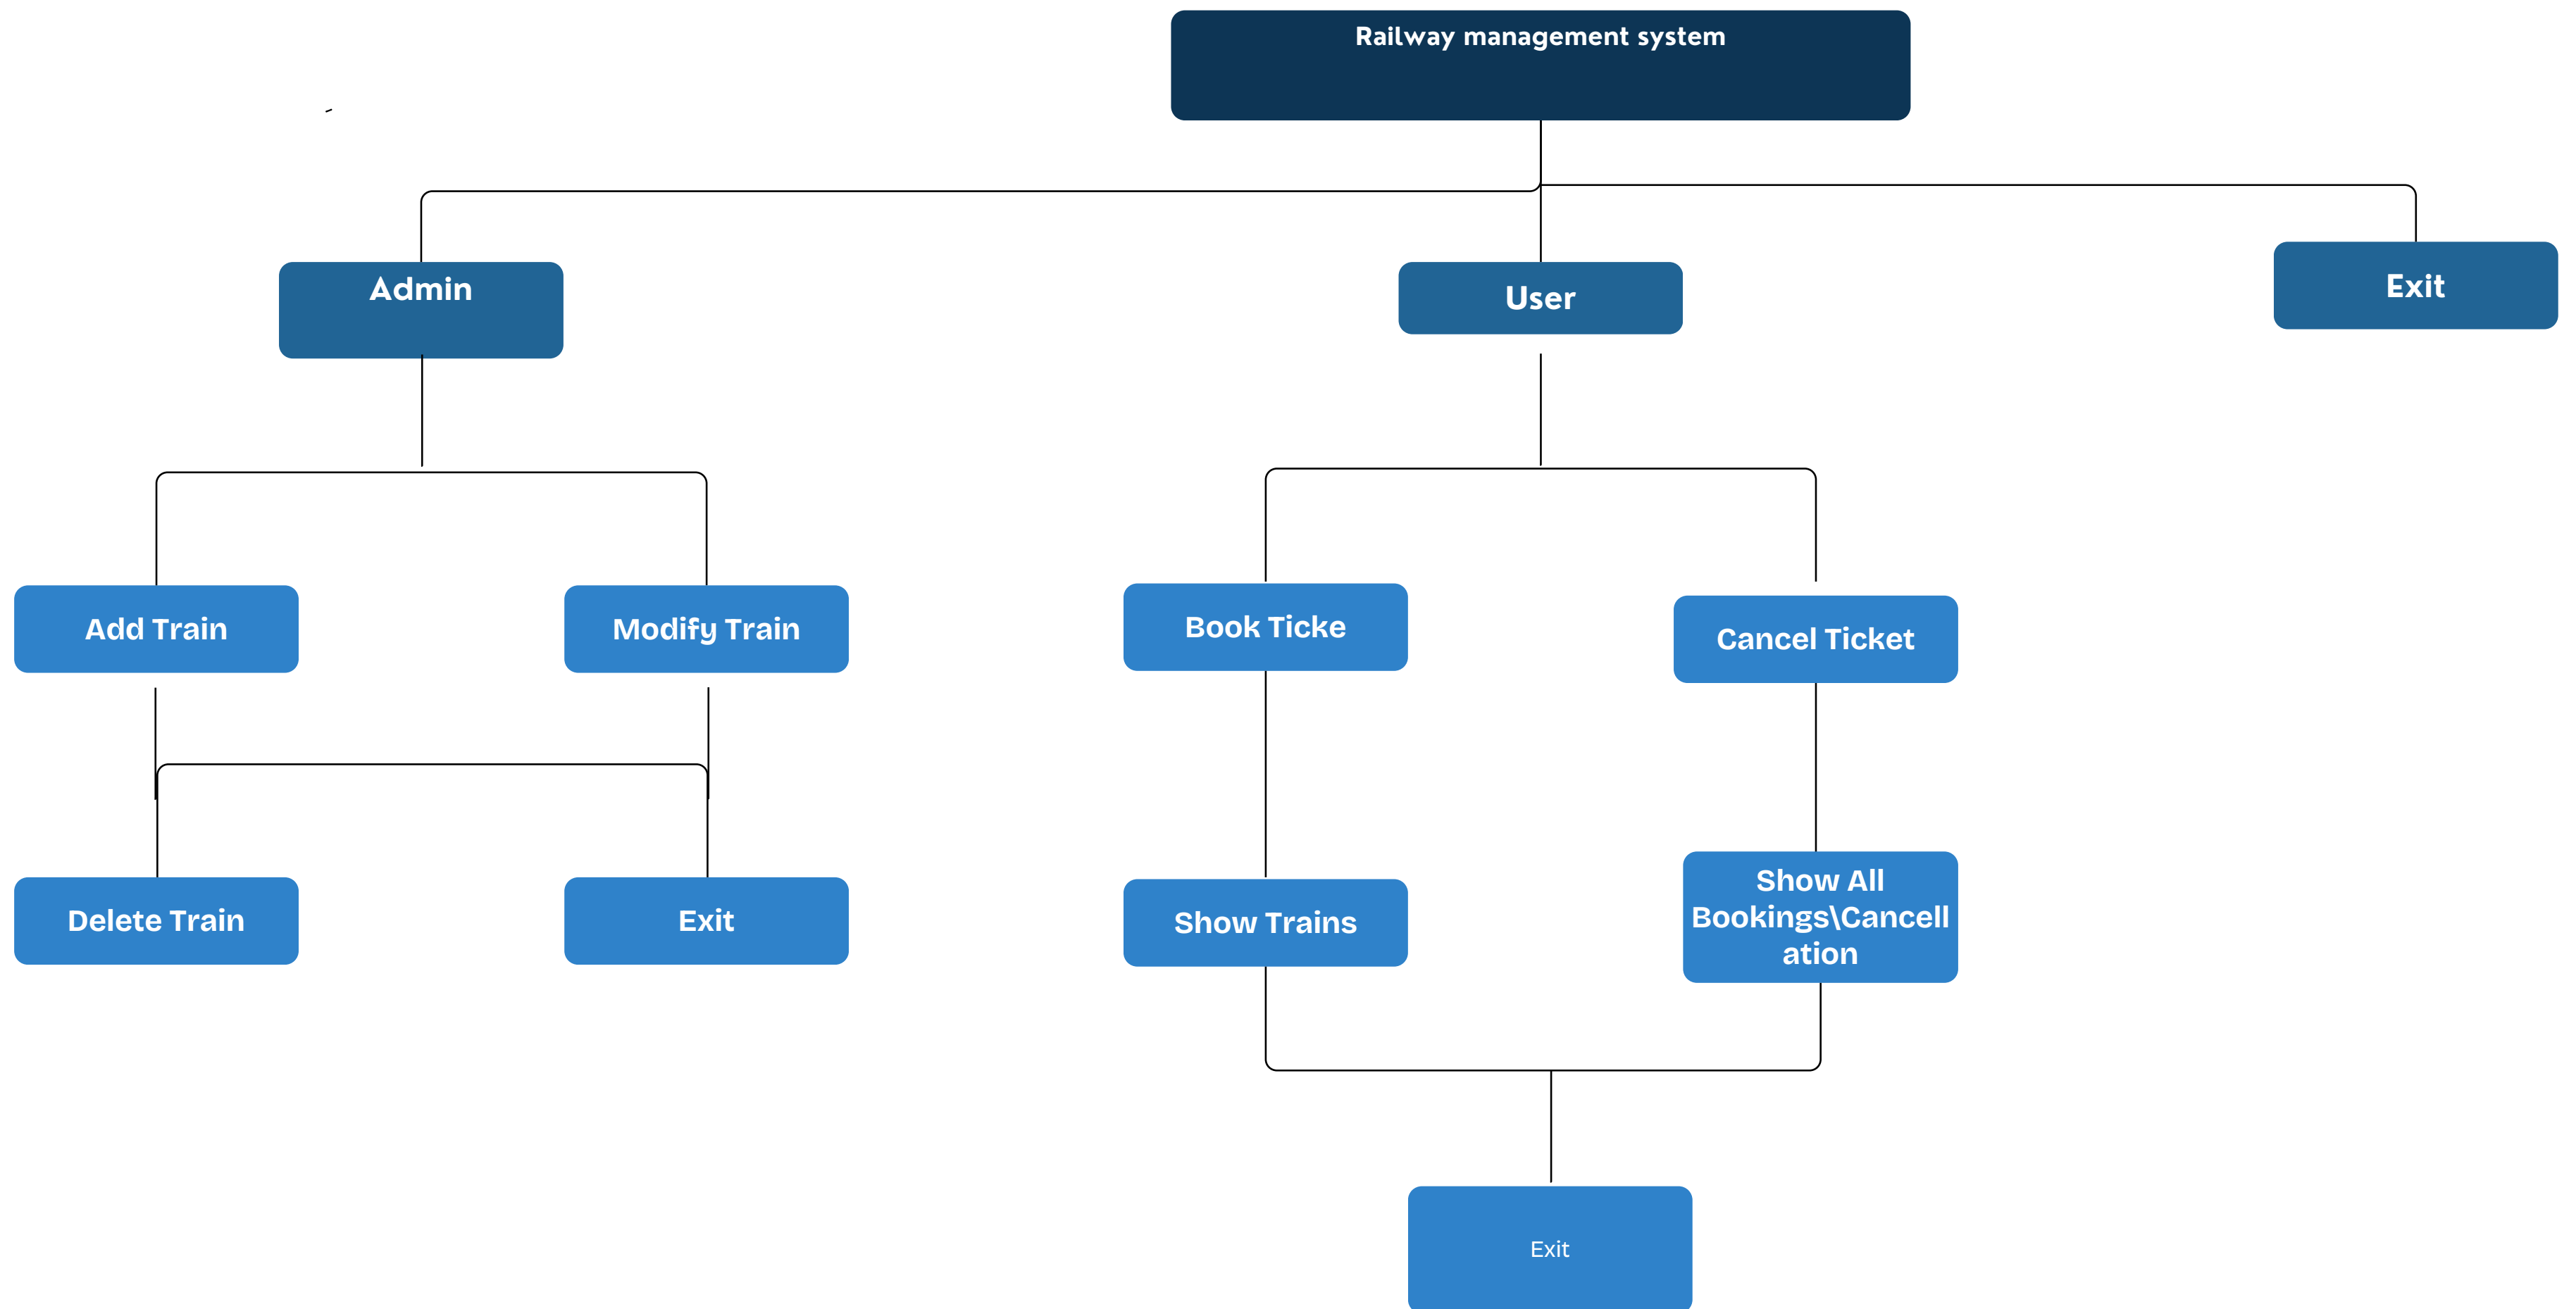 Railway management system
Admin
User
Exit
Add Train
Modify Train
Book Ticke
Cancel Ticket
Delete Train
Exit
Show Trains
Show All
Bookings\Cancell
ation
Exit